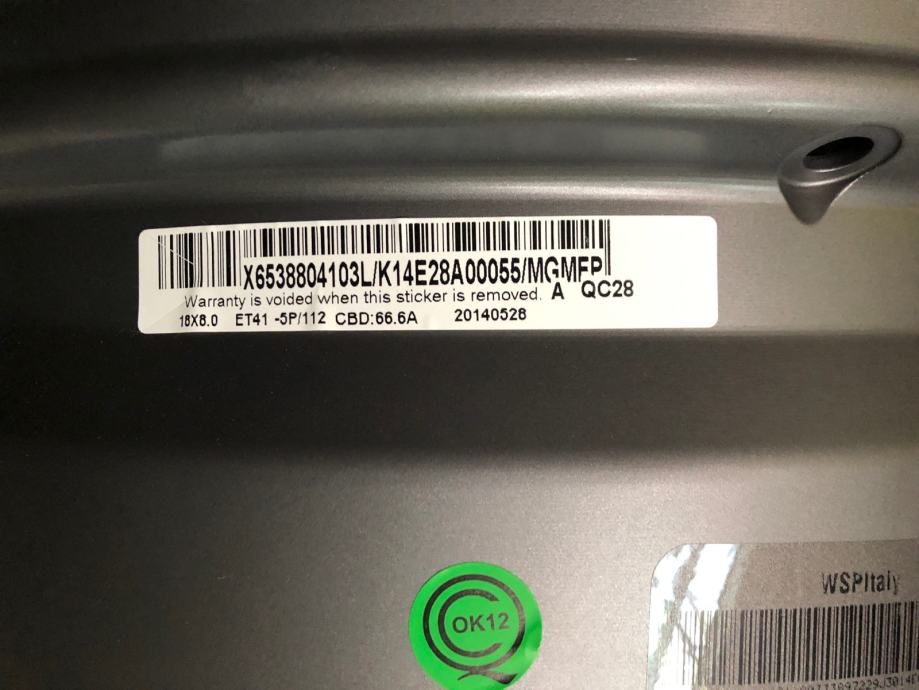 X6538804103L/K14E28A00055/MGMFP
Warranty is voided when this sticker is removed. A QC28
18X8.0 ET41 -5P/112 CBD:66.6A 20140528
OK12
WSPItaly